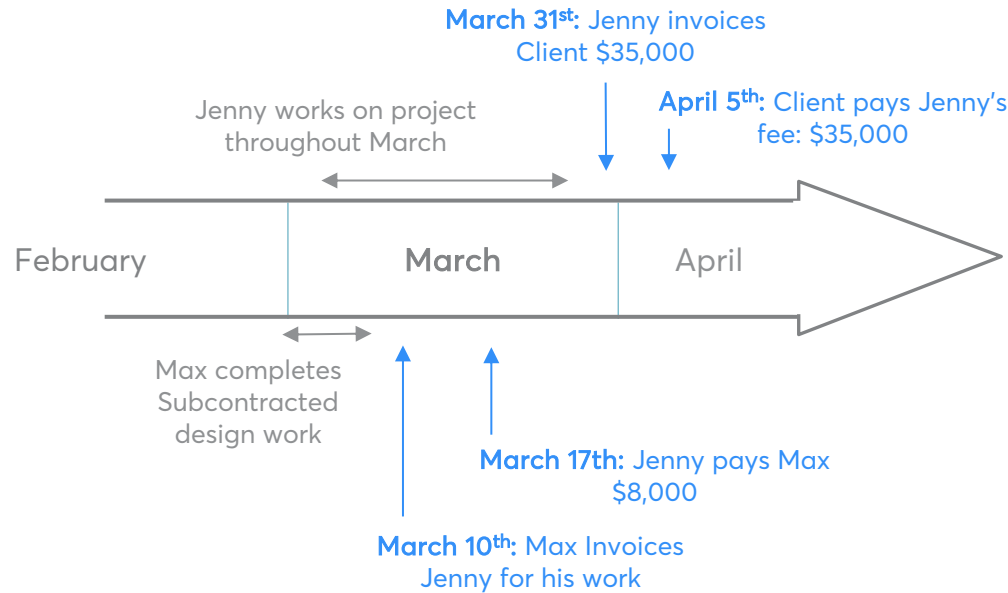 March 31st: Jenny invoices
Client $35,000
April 5th: Client pays Jenny's
fee: $35,000
Jenny works on project
throughout March
February
March
April
Max completes
Subcontracted
design work
March 17th: Jenny pays Max
$8,000
March 10th: Max Invoices
Jenny for his work